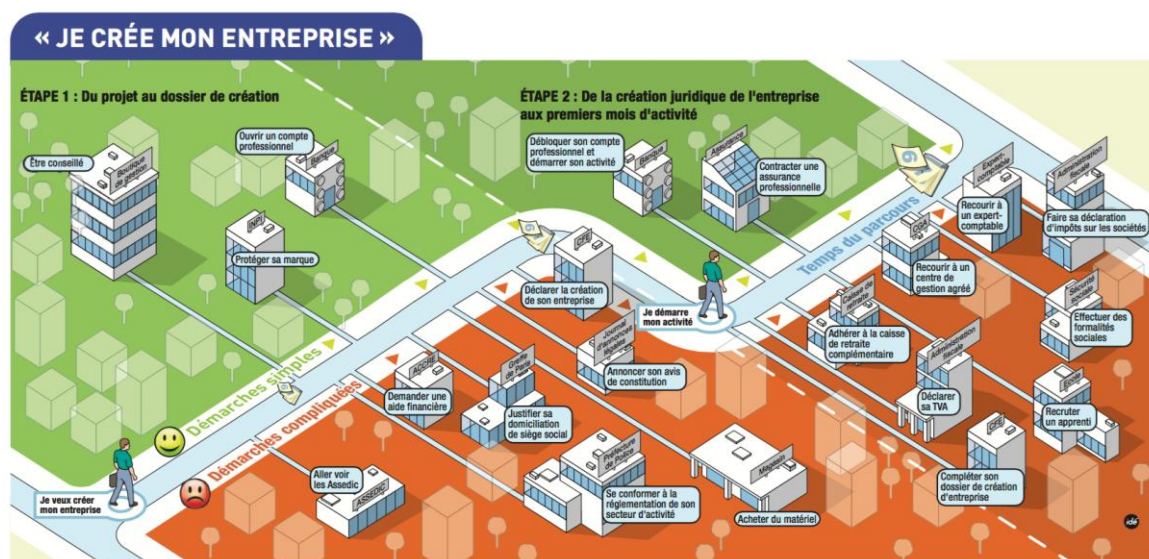 « JE CRÉE MON ENTREPRISE »
ÉTAPE 1 : Du projet au dossier de création
Être conseillé
Boutique
de gestion
Ouvrir un compte
professionnel
Banque
INPI
Protéger sa marque
ÉTAPE 2 : De la création juridique de l'entreprise
aux premiers mois d'activité
Débloquer son compte
professionnel et
démarrer son activité
Banque
Assurance
Contracter une
assurance
professionnelle
Expert-
comptable
Recourir à
un expert-
comptable
Administration
fiscale
Faire sa déclaration
d'impôts sur les sociétés
CFE
Déclarer la création
de son entreprise
Temps du parcours
CGA
Recourir à un
centre de
gestion agréé
Je démarre
mon activité
Caisse de
retraite
Adhérer à la caisse
de retraite
complémentaire
Sécurité
sociale
Effectuer des
formalités
sociales
Journal
d'annonces
légales
Annoncer son avis
de constitution
Démarches simples
Démarches compliquées
ACCRE
Demander une
aide financière
Greffe
de Paris
Justifier sa
domiciliation
de siège social
Administration
fiscale
Déclarer
sa TVA
École
Recruter
un apprenti
Je veux créer
mon entreprise
Aller voir
les Assedic
ASSEDIC
Préfecture
de Police
Se conformer à la
réglementation de son
secteur d'activité
Magasin
Acheter du matériel
CFE
Compléter son
dossier de création
d'entreprise
idé